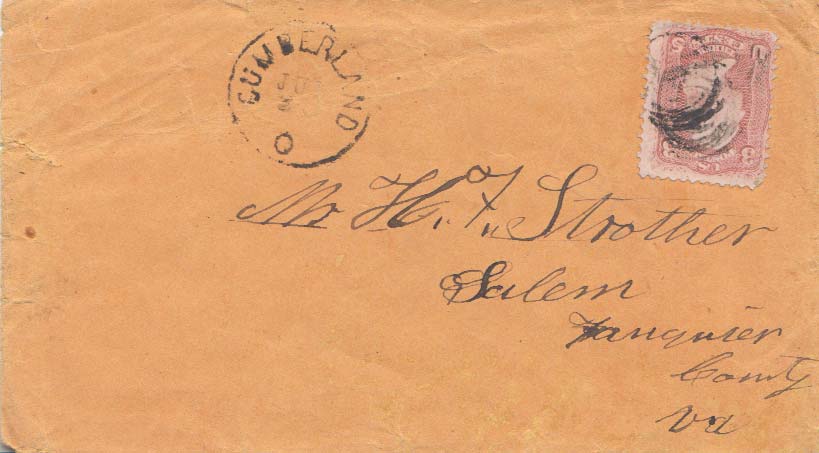 CUMBERLAND
O
Mr H. F. Strother
Salem
Fauquier
County
Va